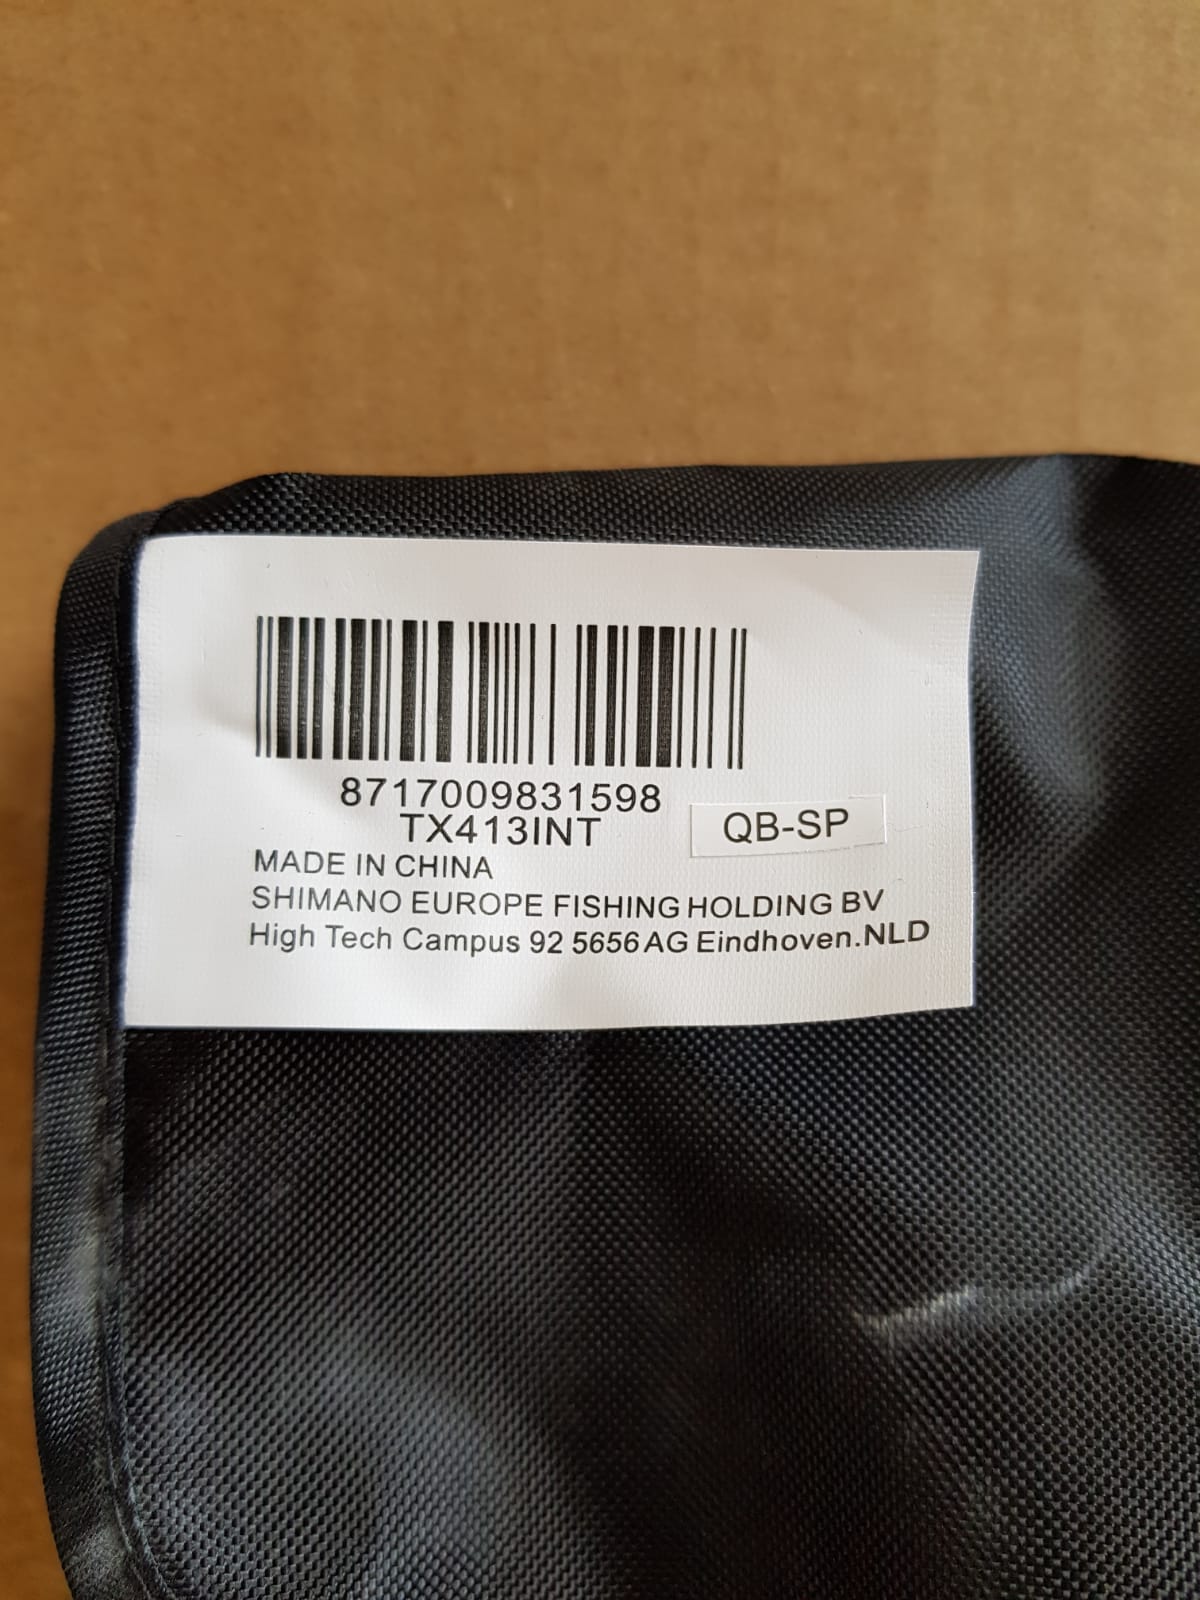 8717009831598
TX413INT
QB-SP
MADE IN CHINA
SHIMANO EUROPE FISHING HOLDING BV
High Tech Campus 92 5656 AG Eindhoven.NLD